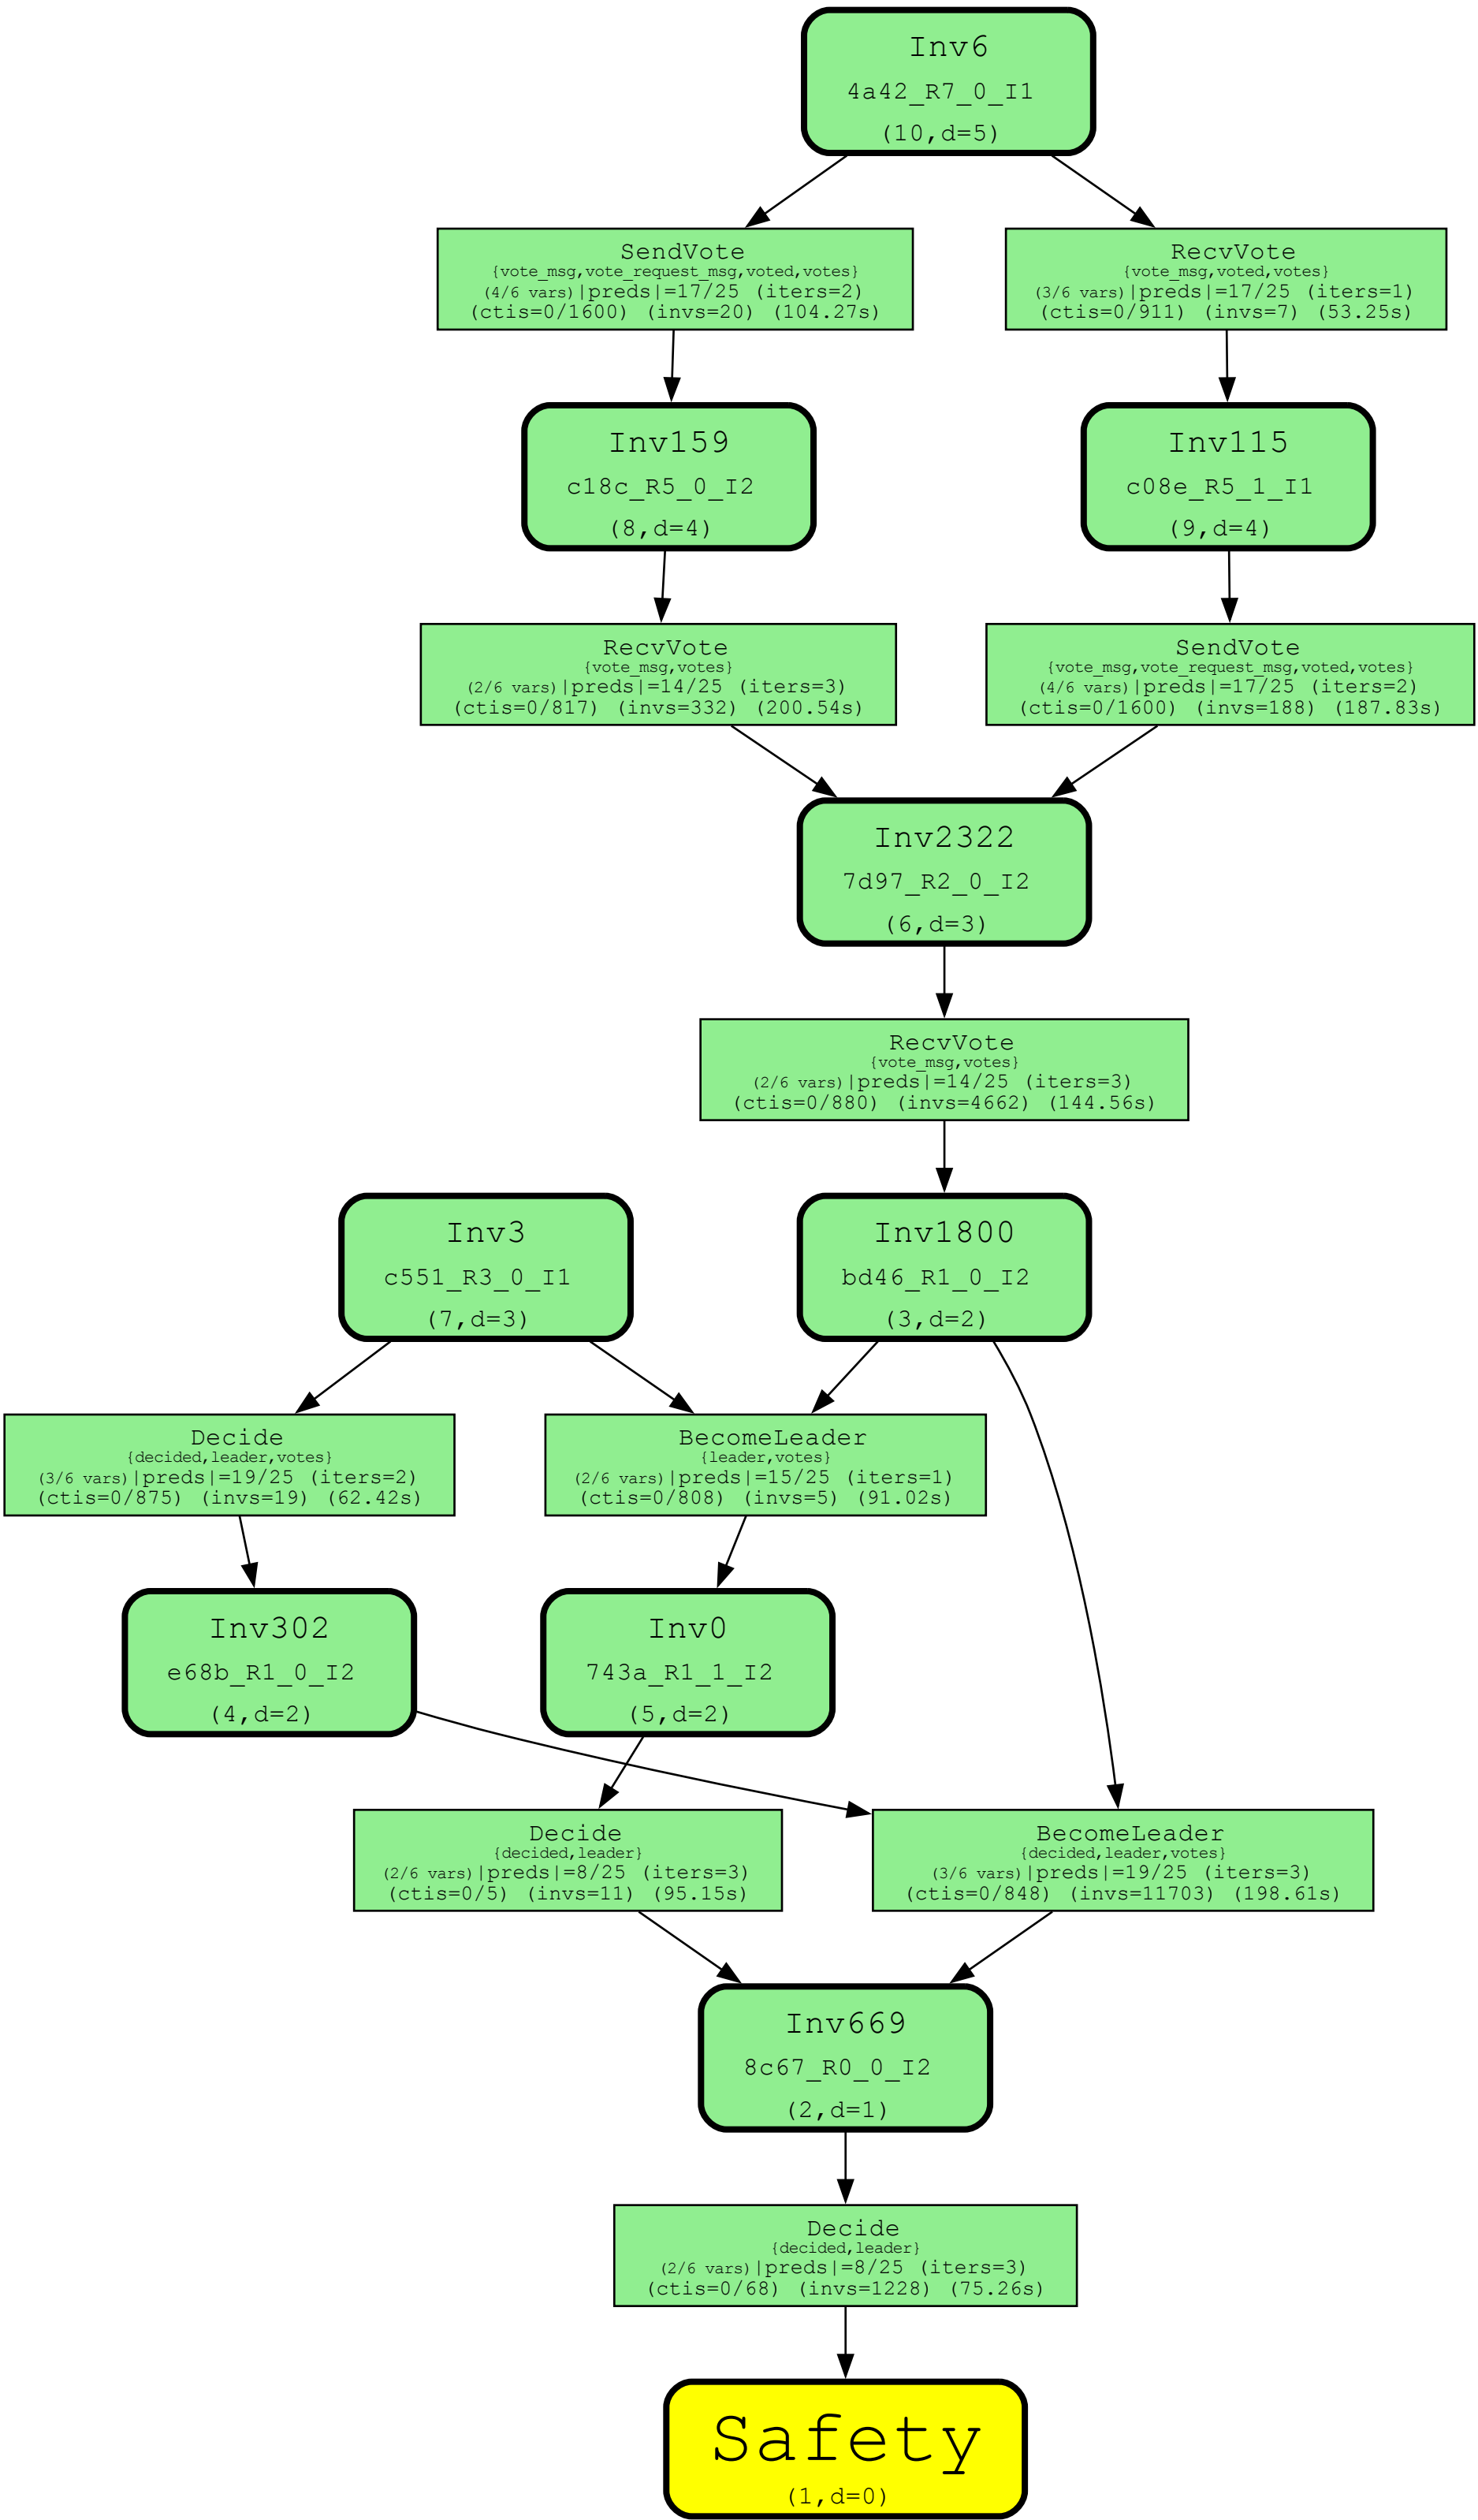 Inv6
4a42_R7_0_I1
(10,d=5)
SendVote
{vote_msg,vote_request_msg,voted,votes}
(4/6 vars)|preds|=17/25 (iters=2)
(ctis=0/1600) (invs=20) (104.27s)
RecvVote
{vote_msg,voted,votes}
(3/6 vars)|preds|=17/25 (iters=1)
(ctis=0/911) (invs=7) (53.25s)
Inv159
c18c_R5_0_I2
(8,d=4)
Inv115
c08e_R5_1_I1
(9,d=4)
RecvVote
{vote_msg,votes}
(2/6 vars)|preds|=14/25 (iters=3)
(ctis=0/817) (invs=332) (200.54s)
SendVote
{vote_msg,vote_request_msg,voted,votes}
(4/6 vars)|preds|=17/25 (iters=2)
(ctis=0/1600) (invs=188) (187.83s)
Inv2322
7d97_R2_0_I2
(6,d=3)
RecvVote
{vote_msg,votes}
(2/6 vars)|preds|=14/25 (iters=3)
(ctis=0/880) (invs=4662) (144.56s)
Inv3
c551_R3_0_I1
(7,d=3)
Inv1800
bd46_R1_0_I2
(3,d=2)
Decide
{decided,leader,votes}
(3/6 vars)|preds|=19/25 (iters=2)
(ctis=0/875) (invs=19) (62.42s)
BecomeLeader
{leader,votes}
(2/6 vars)|preds|=15/25 (iters=1)
(ctis=0/808) (invs=5) (91.02s)
Inv302
e68b_R1_0_I2
(4,d=2)
Inv0
743a_R1_1_I2
(5,d=2)
Decide
{decided,leader}
(2/6 vars)|preds|=8/25 (iters=3)
(ctis=0/5) (invs=11) (95.15s)
BecomeLeader
{decided,leader,votes}
(3/6 vars)|preds|=19/25 (iters=3)
(ctis=0/848) (invs=11703) (198.61s)
Inv669
8c67_R0_0_I2
(2,d=1)
Decide
{decided,leader}
(2/6 vars)|preds|=8/25 (iters=3)
(ctis=0/68) (invs=1228) (75.26s)
Safety
(1,d=0)